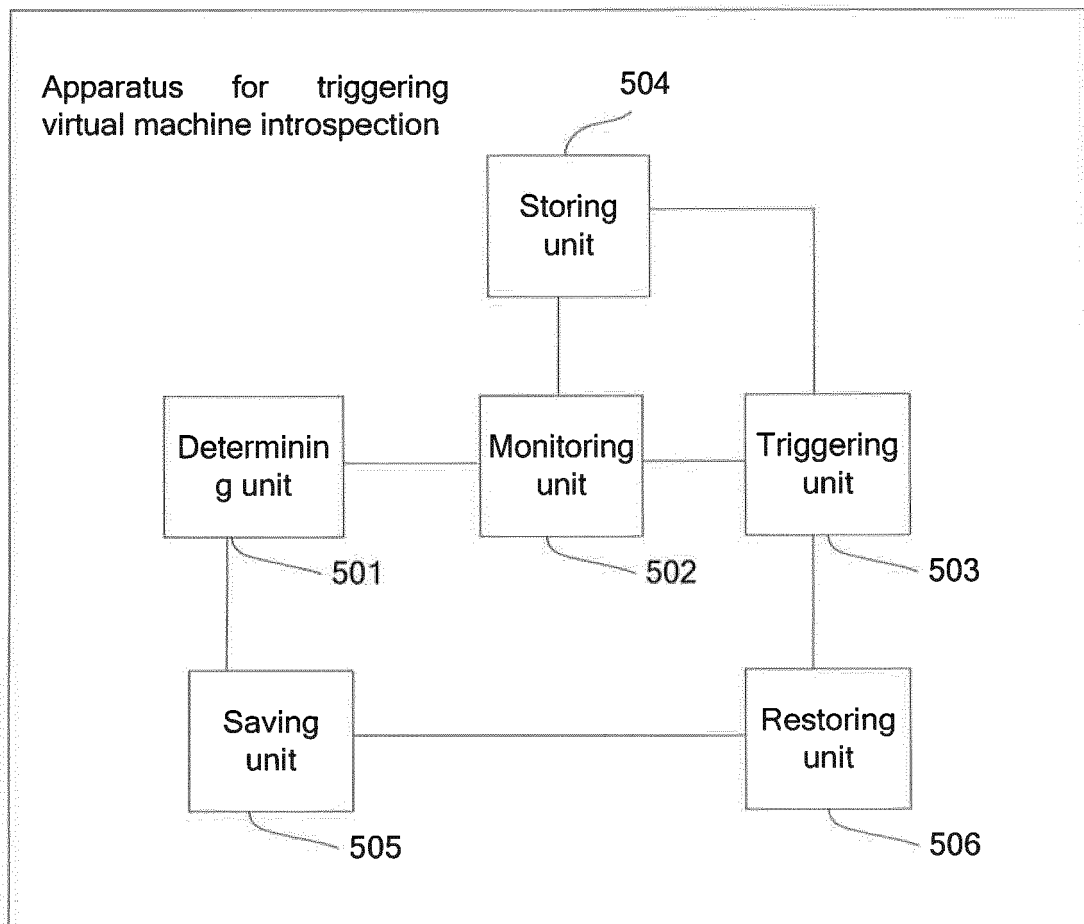 Apparatus for triggering
virtual machine introspection
504
Storing
unit
Determinin
g unit
Monitoring
unit
Triggering
unit
501
502
503
Saving
unit
Restoring
unit
505
506